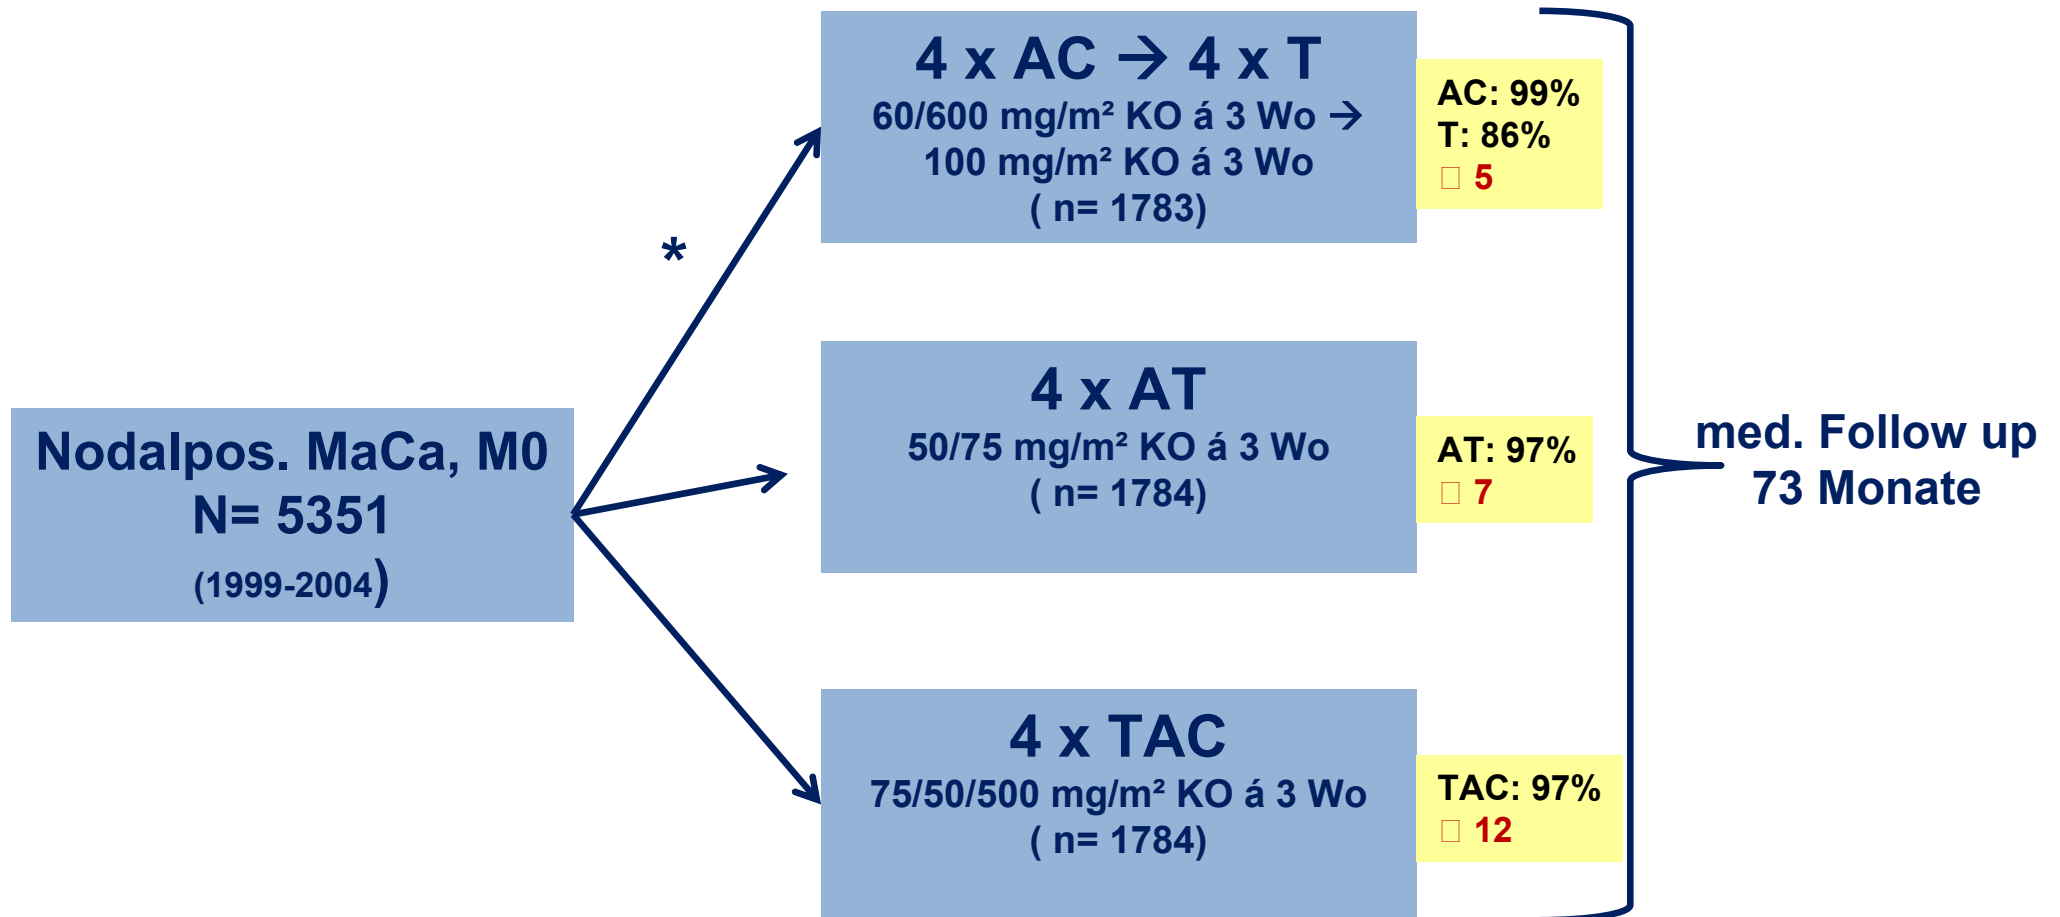 4 x AC → 4 x T
60/600 mg/m² KO á 3 Wo →
100 mg/m² KO á 3 Wo
( n= 1783)
AC: 99%
T: 86%
□ 5
*
4 x AT
50/75 mg/m² KO á 3 Wo
( n= 1784)
AT: 97%
□ 7
Nodalpos. MaCa, M0
N= 5351
(1999-2004)
med. Follow up
73 Monate
4 x TAC
75/50/500 mg/m² KO á 3 Wo
( n= 1784)
TAC: 97%
□ 12